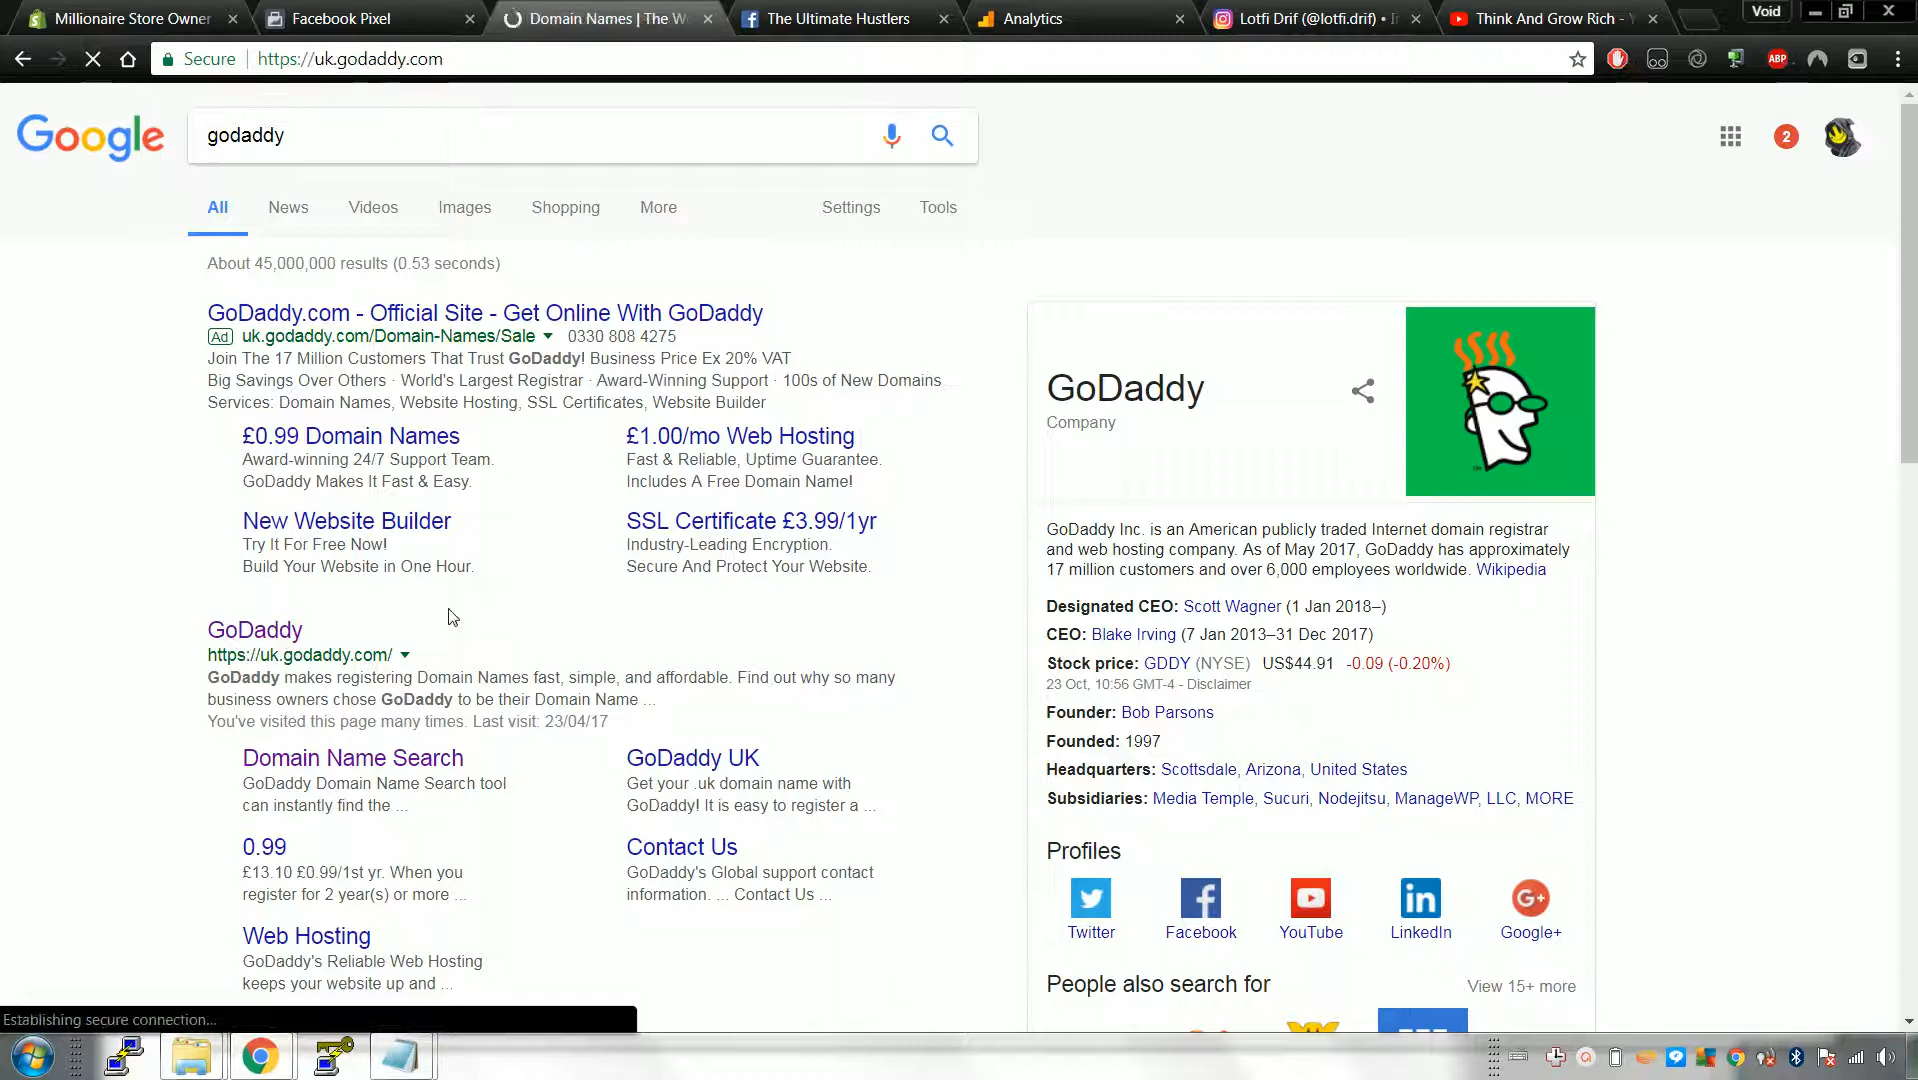 Millionaire Store Owner
Facebook Pixel
Domain Names | The W
The Ultimate Hustlers
Analytics
Lotfi Drif (@lotfi.drif) •
Think And Grow Rich -
Void
Secure
https://uk.godaddy.com
ABP
Google
godaddy
2
All
News
Videos
Images
Shopping
More
Settings
Tools
About 45,000,000 results (0.53 seconds)
GoDaddy.com - Official Site - Get Online With GoDaddy
Ad uk.godaddy.com/Domain-Names/Sale 0330 808 4275
Join The 17 Million Customers That Trust GoDaddy! Business Price Ex 20% VAT
Big Savings Over Others · World's Largest Registrar · Award-Winning Support · 100s of New Domains
Services: Domain Names, Website Hosting, SSL Certificates, Website Builder
£0.99 Domain Names
Award-winning 24/7 Support Team.
GoDaddy Makes It Fast & Easy.
£1.00/mo Web Hosting
Fast & Reliable, Uptime Guarantee.
Includes A Free Domain Name!
New Website Builder
Try It For Free Now!
Build Your Website in One Hour.
SSL Certificate £3.99/1yr
Industry-Leading Encryption.
Secure And Protect Your Website.
GoDaddy
https://uk.godaddy.com/
GoDaddy makes registering Domain Names fast, simple, and affordable. Find out why so many
business owners chose GoDaddy to be their Domain Name ...
You've visited this page many times. Last visit: 23/04/17
Domain Name Search
GoDaddy Domain Name Search tool
can instantly find the ...
GoDaddy UK
Get your .uk domain name with
GoDaddy! It is easy to register a ...
0.99
£13.10 £0.99/1st yr. When you
register for 2 year(s) or more ...
Contact Us
GoDaddy's Global support contact
information. ... Contact Us ...
Web Hosting
GoDaddy's Reliable Web Hosting
keeps your website up and ...
GoDaddy
Company
GoDaddy Inc. is an American publicly traded Internet domain registrar
and web hosting company. As of May 2017, GoDaddy has approximately
17 million customers and over 6,000 employees worldwide. Wikipedia
Designated CEO: Scott Wagner (1 Jan 2018–)
CEO: Blake Irving (7 Jan 2013–31 Dec 2017)
Stock price: GDDY (NYSE) US$44.91 -0.09 (-0.20%)
23 Oct, 10:56 GMT-4 - Disclaimer
Founder: Bob Parsons
Founded: 1997
Headquarters: Scottsdale, Arizona, United States
Subsidiaries: Media Temple, Sucuri, Nodejitsu, ManageWP, LLC, MORE
Profiles
Twitter
Facebook
YouTube
LinkedIn
Google+
People also search for
View 15+ more
Establishing secure connection...